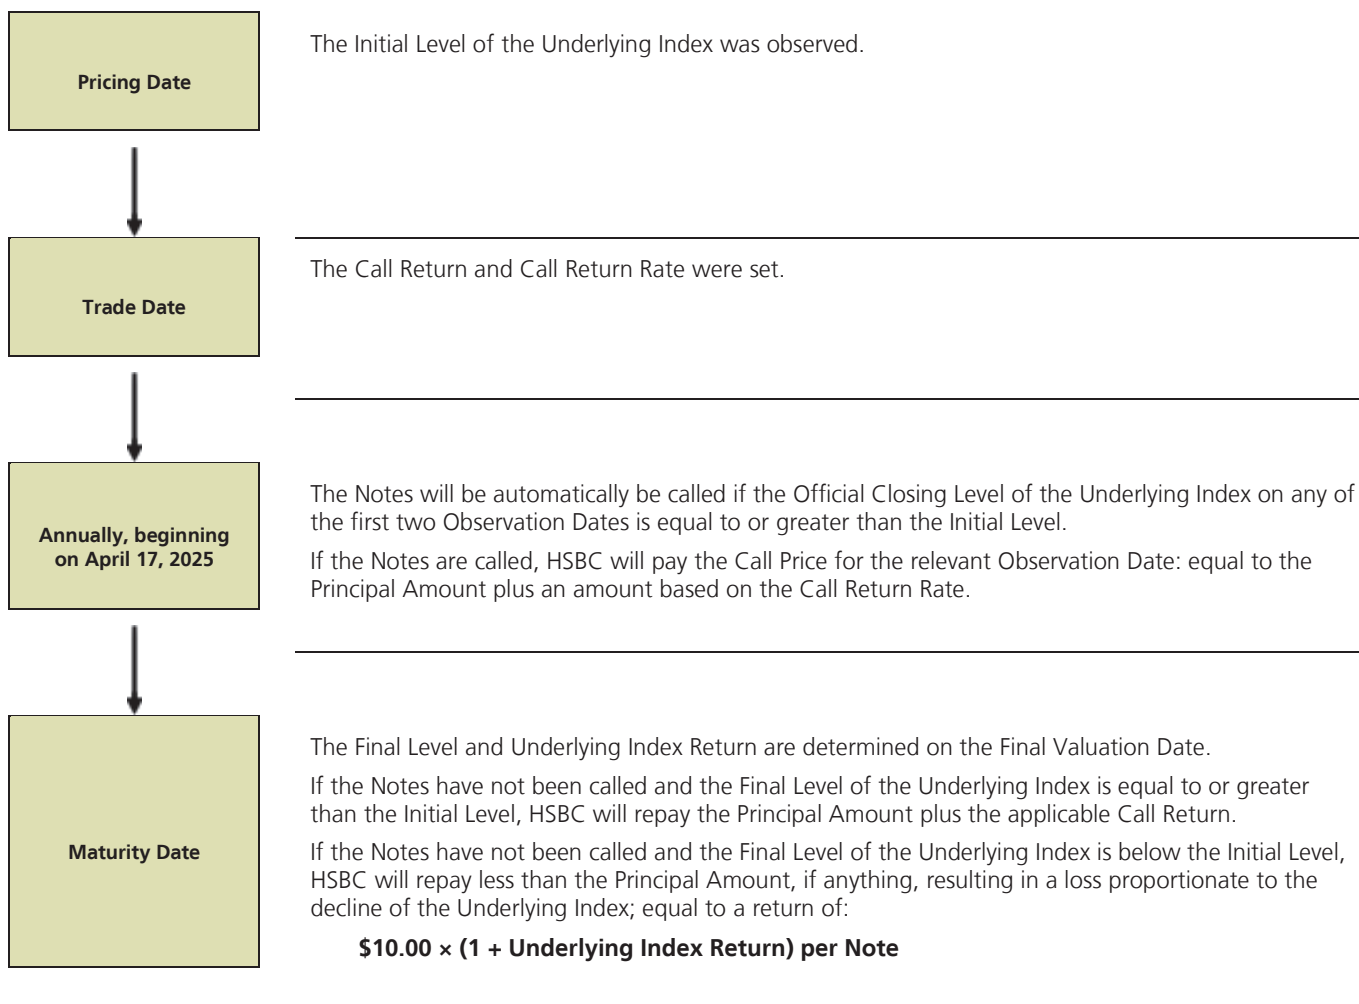 Pricing Date
The Initial Level of the Underlying Index was observed.
Trade Date
The Call Return and Call Return Rate were set.
Annually, beginning
on April 17, 2025
The Notes will be automatically be called if the Official Closing Level of the Underlying Index on any of
the first two Observation Dates is equal to or greater than the Initial Level.
If the Notes are called, HSBC will pay the Call Price for the relevant Observation Date: equal to the
Principal Amount plus an amount based on the Call Return Rate.
Maturity Date
The Final Level and Underlying Index Return are determined on the Final Valuation Date.
If the Notes have not been called and the Final Level of the Underlying Index is equal to or greater
than the Initial Level, HSBC will repay the Principal Amount plus the applicable Call Return.
If the Notes have not been called and the Final Level of the Underlying Index is below the Initial Level,
HSBC will repay less than the Principal Amount, if anything, resulting in a loss proportionate to the
decline of the Underlying Index; equal to a return of:
$10.00 × (1 + Underlying Index Return) per Note